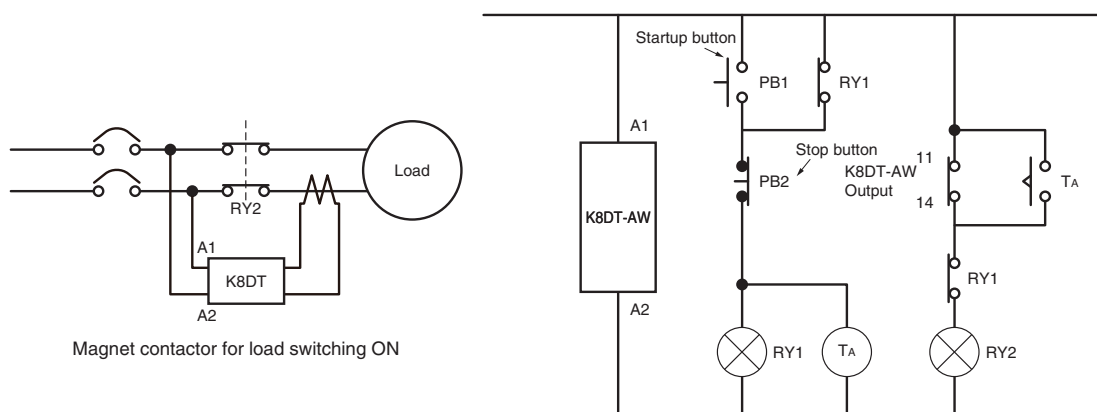 Load
RY2
A1
K8DT
A2
Magnet contactor for load switching ON
Startup button
PB1
RY1
A1
Stop button
PB2
K8DT-AW
A2
RY1
TA
11
K8DT-AW
Output
14
TA
RY1
RY2